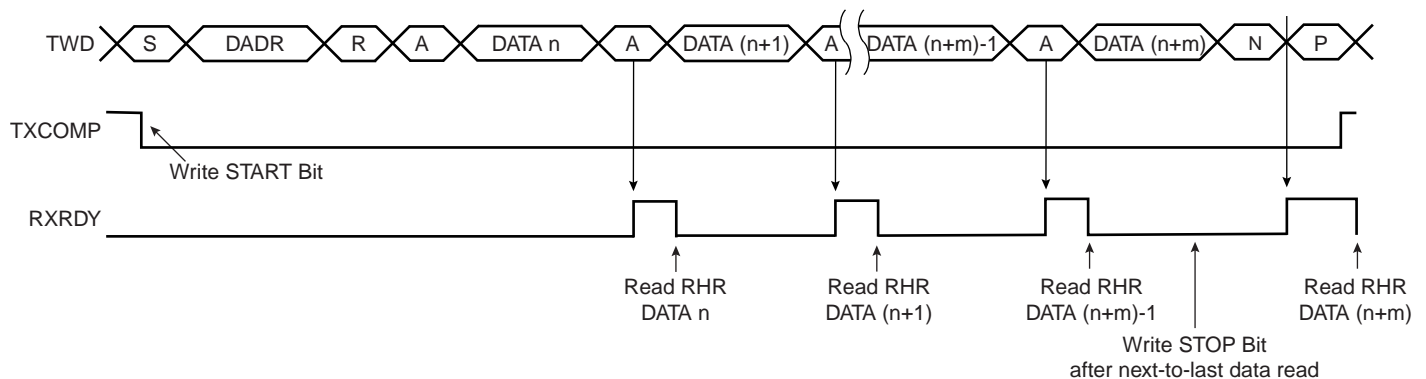 TWD S DADR R A DATA n A DATA (n+1) A DATA (n+m)-1 A DATA (n+m) N P
TXCOMP
Write START Bit
RXRDY
Read RHR
DATA n
Read RHR
DATA (n+1)
Read RHR
DATA (n+m)-1
Read RHR
DATA (n+m)
Write STOP Bit
after next-to-last data read